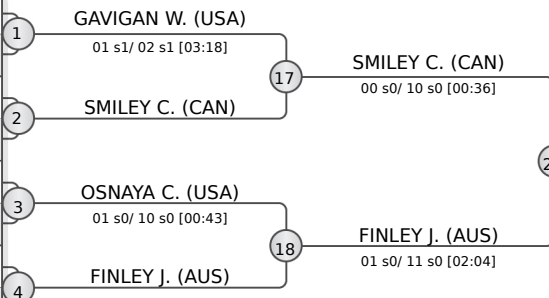 GAVIGAN W. (USA)
1
01 s1/ 02 s1 [03:18]
17
SMILEY C. (CAN)
00 s0/ 10 s0 [00:36]
SMILEY C. (CAN)
2
OSNAYA C. (USA)
3
01 s0/ 10 s0 [00:43]
18
FINLEY J. (AUS)
01 s0/ 11 s0 [02:04]
FINLEY J. (AUS)
4